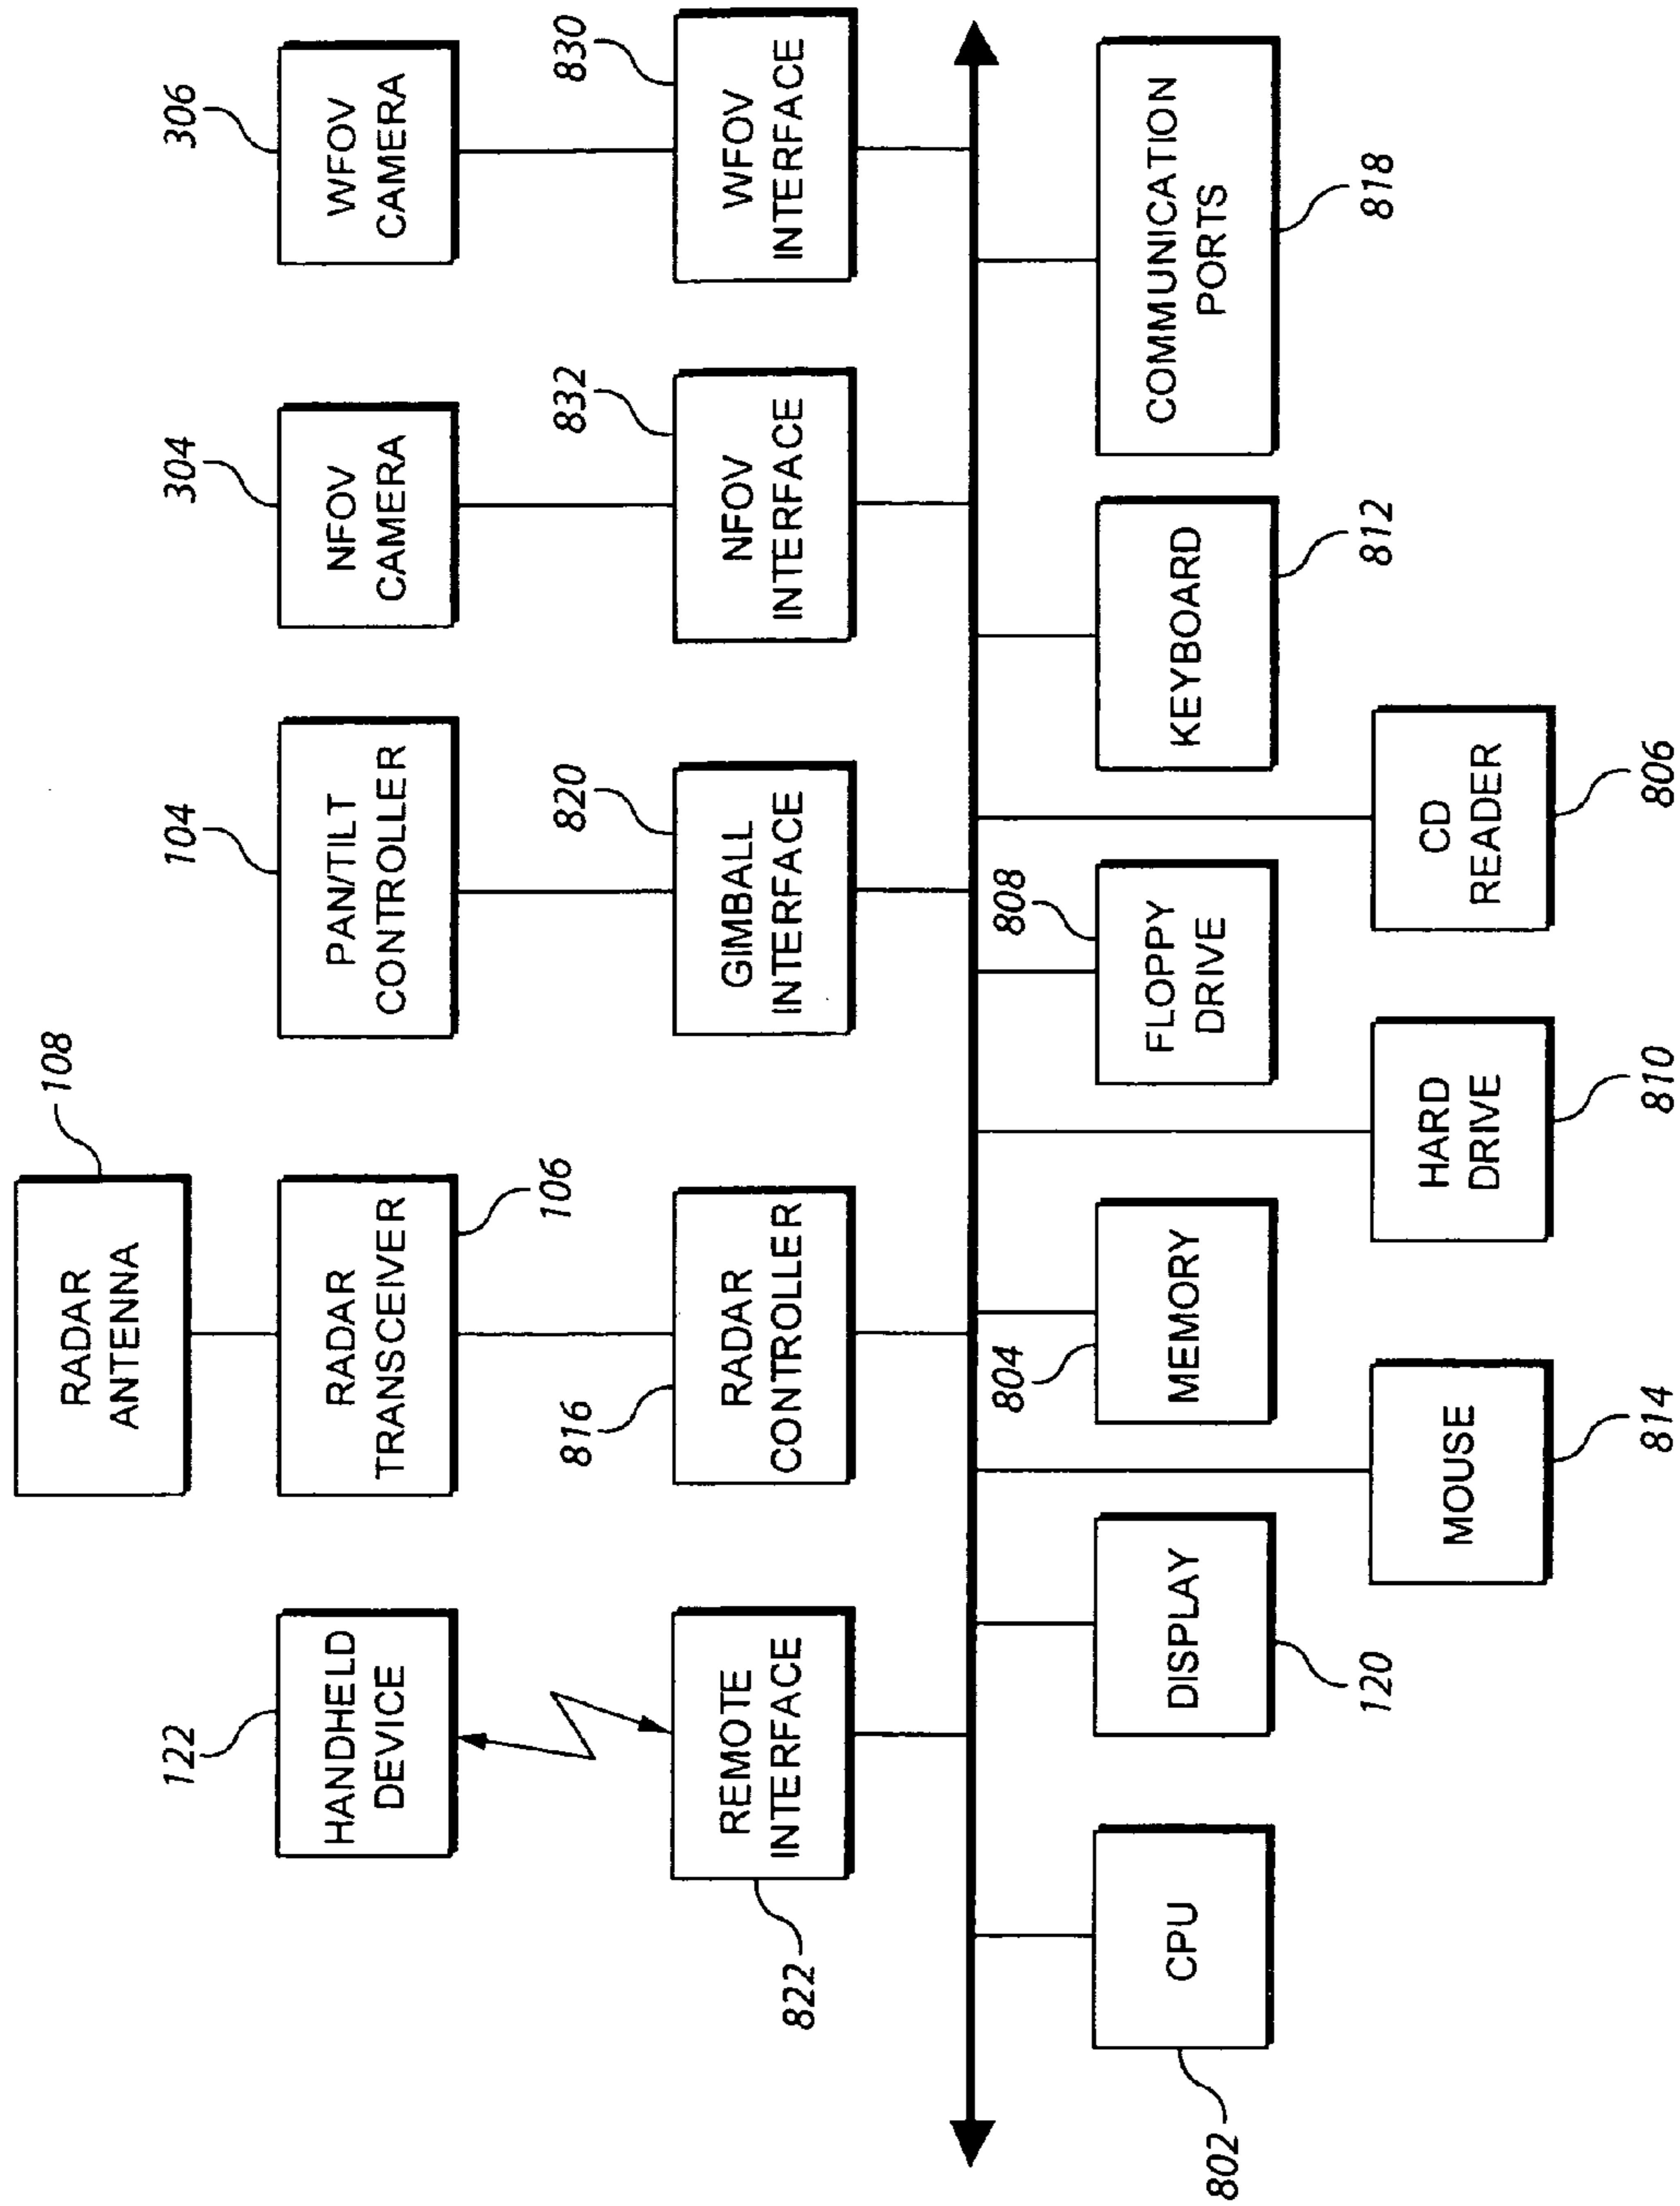 108
RADAR
ANTENNA
122
HANDHELD
DEVICE
RADAR
TRANSCEIVER
106
104
PAN/TILT
CONTROLLER
304
NFOV
CAMERA
306
WFOV
CAMERA
822
REMOTE
INTERFACE
816
RADAR
CONTROLLER
820
GIMBALL
INTERFACE
832
NFOV
INTERFACE
830
WFOV
INTERFACE
802
CPU
DISPLAY
120
804
MEMORY
808
FLOPPY
DRIVE
KEYBOARD
812
COMMUNICATION
PORTS
818
MOUSE
814
HARD
DRIVE
810
CD
READER
806